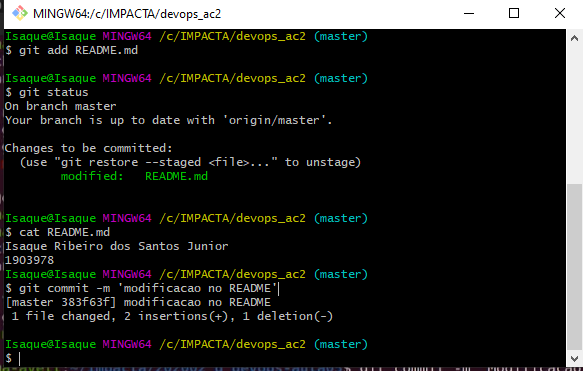 MINGW64:/c/IMPACTA/devops_ac2
Isaque@Isaque MINGW64 /c/IMPACTA/devops_ac2 (master)
$ git add README.md
Isaque@Isaque MINGW64 /c/IMPACTA/devops_ac2 (master)
$ git status
On branch master
Your branch is up to date with 'origin/master'.
Changes to be committed:
(use "git restore --staged <file>..." to unstage)
modified: README.md
Isaque@Isaque MINGW64 /c/IMPACTA/devops_ac2 (master)
$ cat README.md
Isaque Ribeiro dos Santos Junior
1903978
Isaque@Isaque MINGW64 /c/IMPACTA/devops_ac2 (master)
$ git commit -m 'modificacao no README'
[master 383f63f] modificacao no README
1 file changed, 2 insertions(+), 1 deletion(-)
Isaque@Isaque MINGW64 /c/IMPACTA/devops_ac2 (master)
$